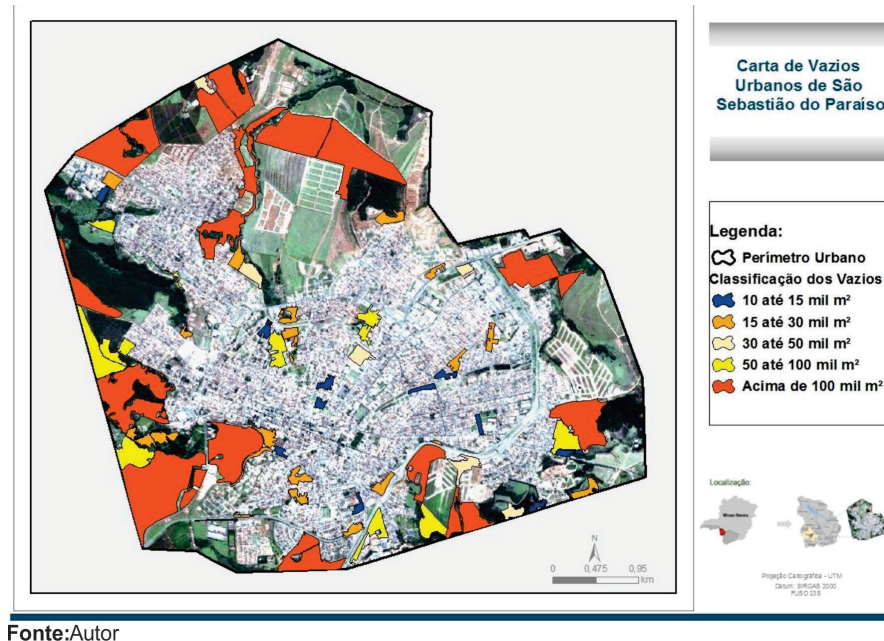 Carta de Vazios
Urbanos de São
Sebastião do Paraíso
Legenda:
Perímetro Urbano
Classificação dos Vazios
10 até 15 mil m²
15 até 30 mil m²
30 até 50 mil m²
50 até 100 mil m²
Acima de 100 mil m²
Localização:
Minas Gerais
N
0 0,475 0,95
km
Projeção Cartográfica - UTM
Datum: SIRGAS 2000
FUSO 23S
Fonte:Autor